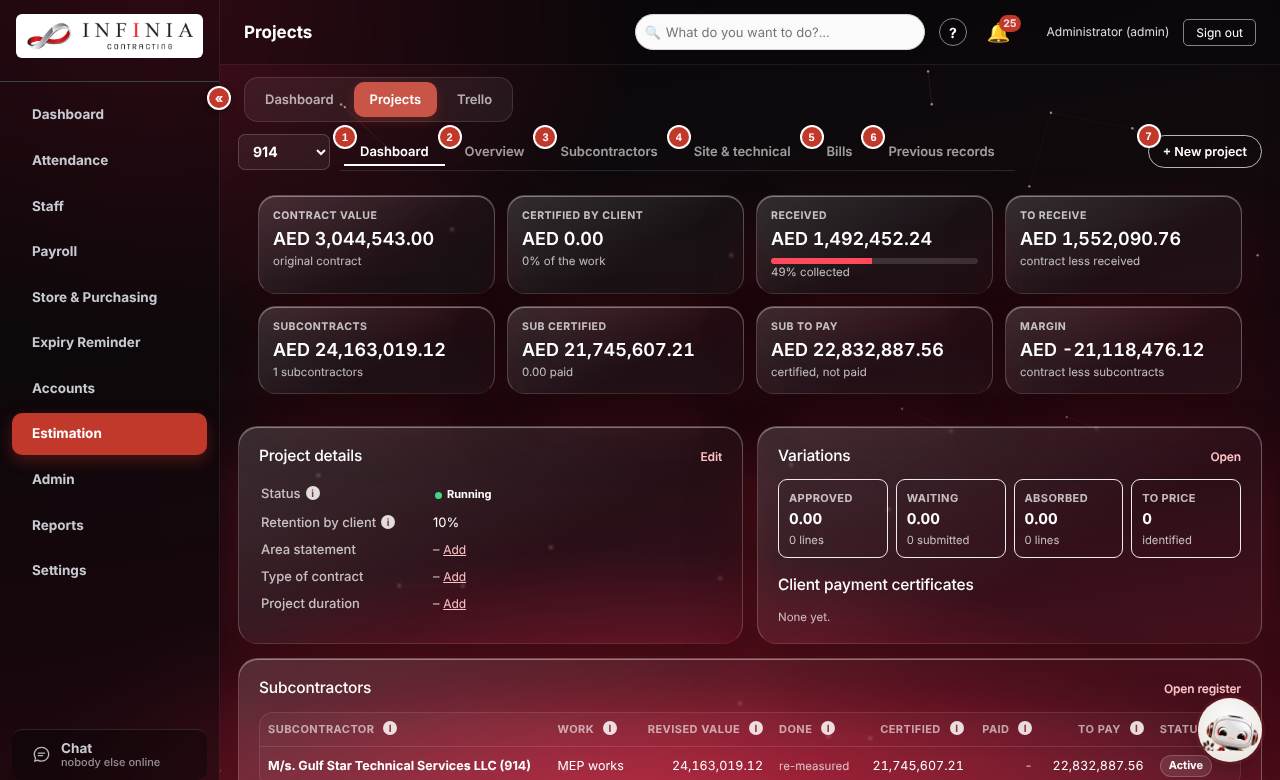 INFINIA
CONTRACTING
Projects
What do you want to do?...
?
25
Administrator (admin)
Sign out
«
Dashboard
Attendance
Staff
Payroll
Store & Purchasing
Expiry Reminder
Accounts
Estimation
Admin
Reports
Settings
Chat
nobody else online
Dashboard Projects Trello
914
1 Dashboard 2 Overview 3 Subcontractors 4 Site & technical 5 Bills 6 Previous records 7 + New project
CONTRACT VALUE
AED 3,044,543.00
original contract
CERTIFIED BY CLIENT
AED 0.00
0% of the work
RECEIVED
AED 1,492,452.24
49% collected
TO RECEIVE
AED 1,552,090.76
contract less received
SUBCONTRACTS
AED 24,163,019.12
1 subcontractors
SUB CERTIFIED
AED 21,745,607.21
0.00 paid
SUB TO PAY
AED 22,832,887.56
certified, not paid
MARGIN
AED -21,118,476.12
contract less subcontracts
Project details
Edit
Status i Running
Retention by client i 10%
Area statement – Add
Type of contract – Add
Project duration – Add
Variations
Open
APPROVED
0.00
0 lines
WAITING
0.00
0 submitted
ABSORBED
0.00
0 lines
TO PRICE
0
identified
Client payment certificates
None yet.
Subcontractors
Open register
SUBCONTRACTOR i WORK i REVISED VALUE i DONE i CERTIFIED i PAID i TO PAY i
M/s. Gulf Star Technical Services LLC (914) MEP works 24,163,019.12 re-measured 21,745,607.21 - 22,832,887.56 Active